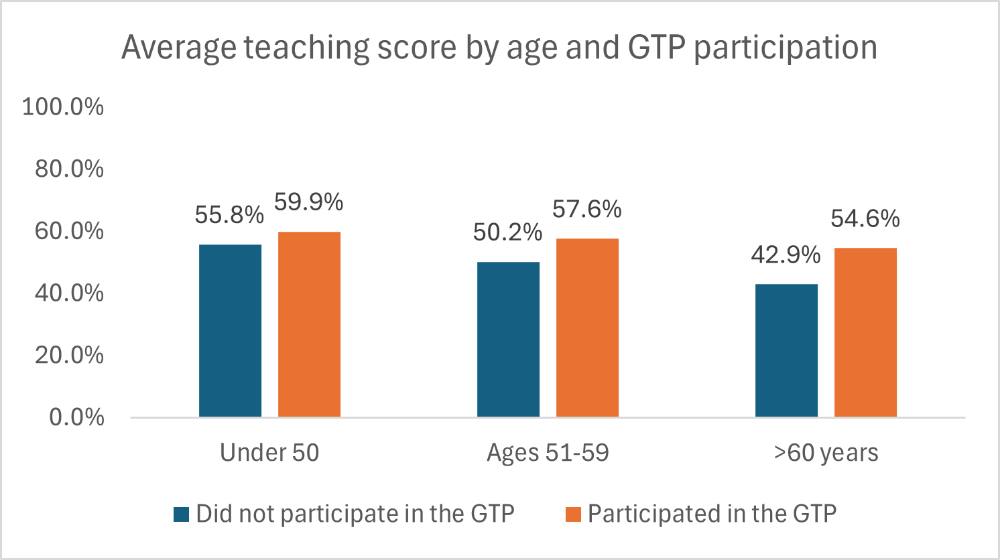 Average teaching score by age and GTP participation
100.0%
80.0%
60.0%
40.0%
20.0%
0.0%
55.8%
59.9%
50.2%
57.6%
42.9%
54.6%
Under 50
Ages 51-59
>60 years
Did not participate in the GTP
Participated in the GTP